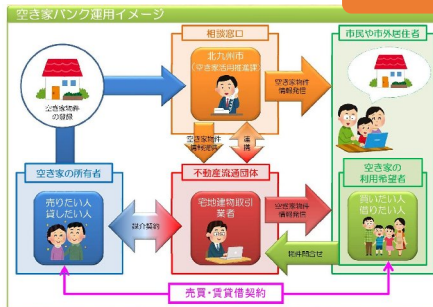 空き家バンク運用イメージ
相談窓口
北九州市
(空き家活用推進課)
市民や市外居住者
空き家物件
の登録
空き家物件
情報発信
空き家物件
情報提供
連携
空き家の所有者
売りたい人
貸したい人
媒介契約
不動産流通団体
宅地建物取引
業者
空き家物件
情報発信
物件問合せ
空き家の
利用希望者
買いたい人
借りたい人
売買・賃貸借契約